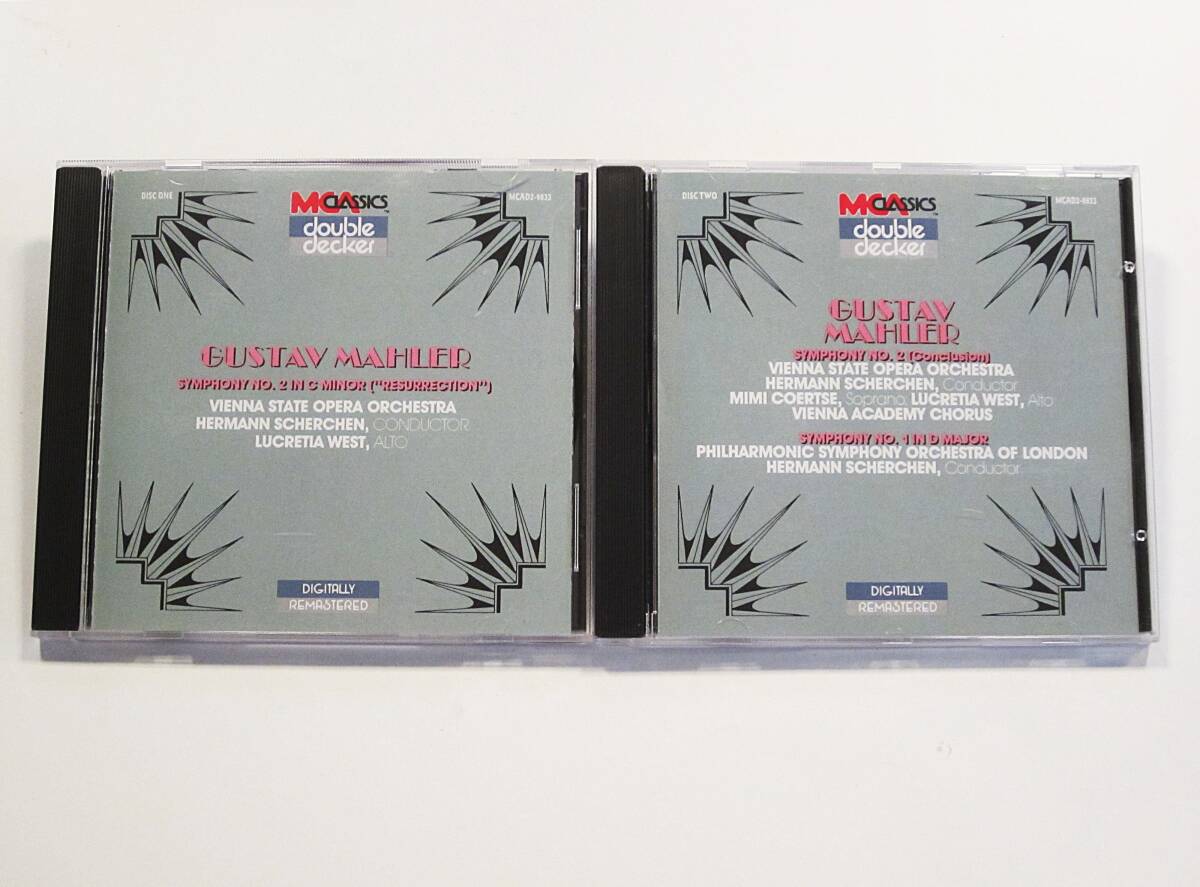 DISC ONE
MCA CLASSICS™
MCAD2-9833
double
decker
GUSTAV MAHLER
SYMPHONY NO. 2 IN C MINOR ("RESURRECTION")
VIENNA STATE OPERA ORCHESTRA
HERMANN SCHERCHEN, CONDUCTOR
LUCRETIA WEST, ALTO
DIGITALLY
REMASTERED
DISC TWO
MCA CLASSICS™
MCAD2-9833
double
decker
GUSTAV
MAHLER
SYMPHONY NO. 2 (Conclusion)
VIENNA STATE OPERA ORCHESTRA
HERMANN SCHERCHEN, Conductor
MIMI COERTSE, Soprano, LUCRETIA WEST, Alto
VIENNA ACADEMY CHORUS
SYMPHONY NO. 1 IN D MAJOR
PHILHARMONIC SYMPHONY ORCHESTRA OF LONDON
HERMANN SCHERCHEN, Conductor
DIGITALLY
REMASTERED